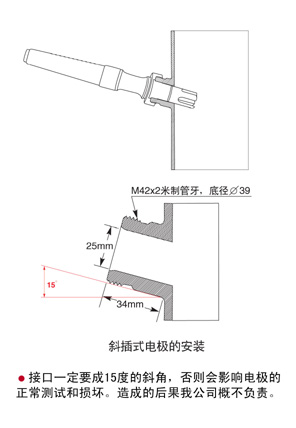 M42x2米制管牙，底径∅39
25mm
15°
34mm
斜插式电极的安装
●接口一定要成15度的斜角，否则会影响电极的
正常测试和损坏。造成的后果我公司概不负责。